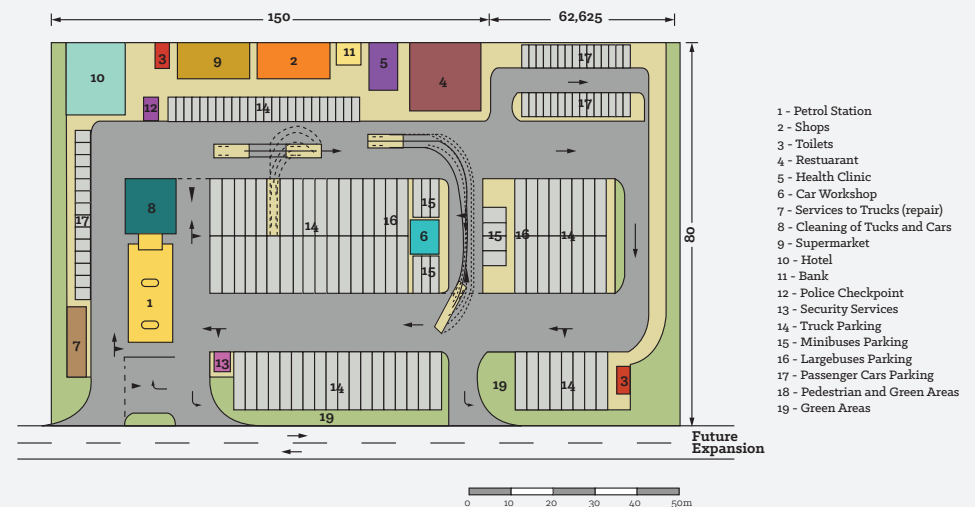 150
62,625
10
3
9
2
11
5
4
17
17
12
14
8
17
14
16
15
6
15
15
16
14
80
1
7
13
14
19
14
3
19
Future
Expansion
0
10
20
30
40
50m
1 - Petrol Station
2 - Shops
3 - Toilets
4 - Restuarant
5 - Health Clinic
6 - Car Workshop
7 - Services to Trucks (repair)
8 - Cleaning of Tucks and Cars
9 - Supermarket
10 - Hotel
11 - Bank
12 - Police Checkpoint
13 - Security Services
14 - Truck Parking
15 - Minibuses Parking
16 - Largebuses Parking
17 - Passenger Cars Parking
18 - Pedestrian and Green Areas
19 - Green Areas